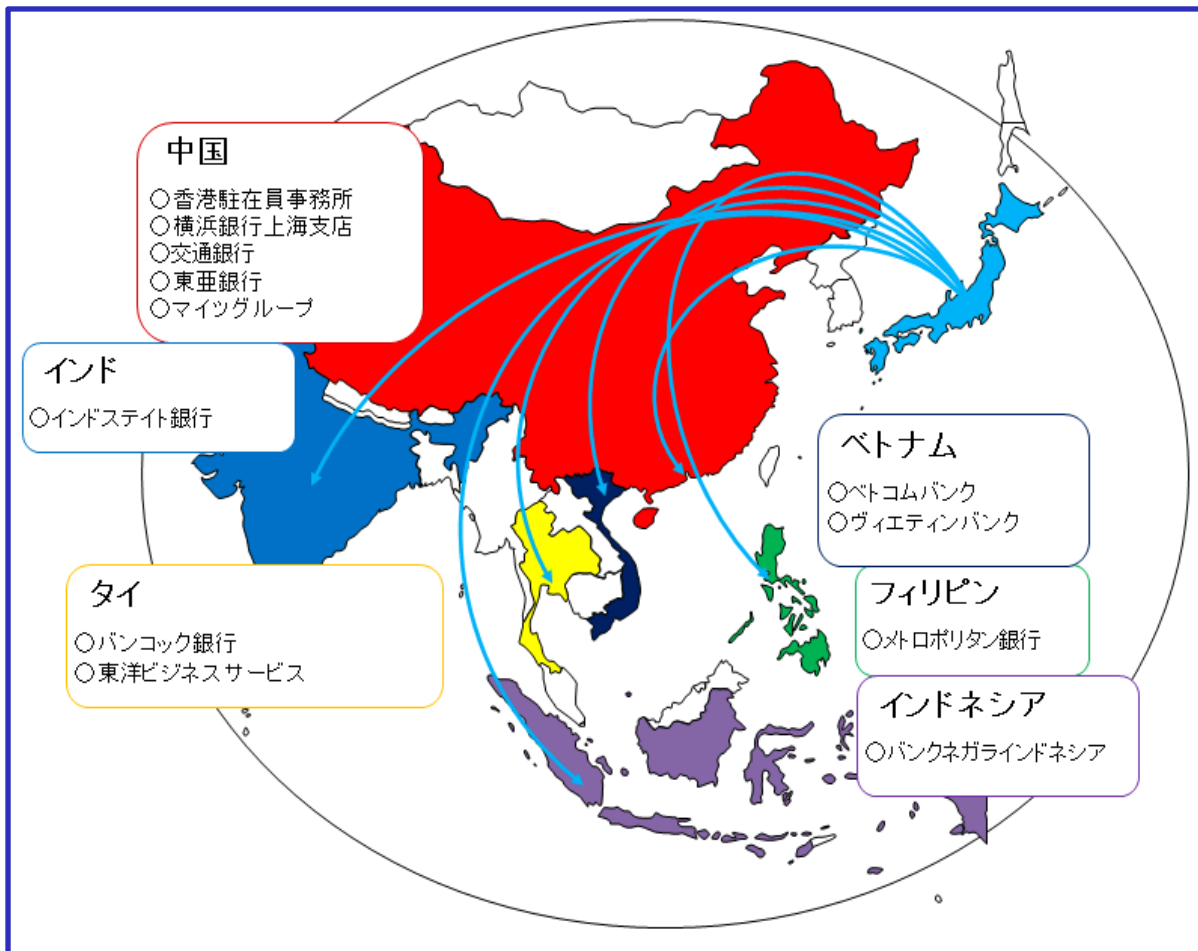 中国
○香港駐在員事務所
○横浜銀行上海支店
○交通銀行
○東亜銀行
○マイツグループ
インド
○インドステイト銀行
タイ
○バンコック銀行
○東洋ビジネスサービス
ベトナム
○ベトコムバンク
○ヴィエティンバンク
フィリピン
○メトロポリタン銀行
インドネシア
○バンクネガラインドネシア